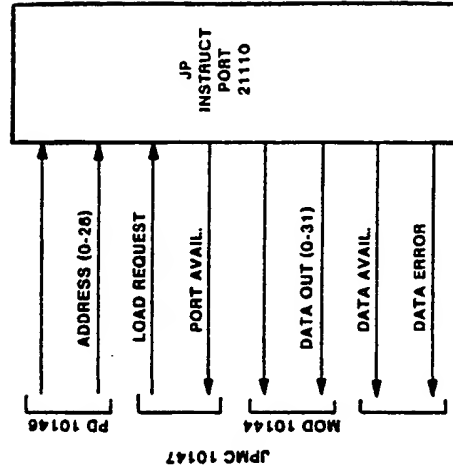 JP
INSTRUCT
PORT
21110
ADDRESS (0-28)
LOAD REQUEST
PORT AVAIL.
DATA OUT (0-31)
DATA AVAIL.
DATA ERROR
PD 10146
MOD 10144
JPMC 10147